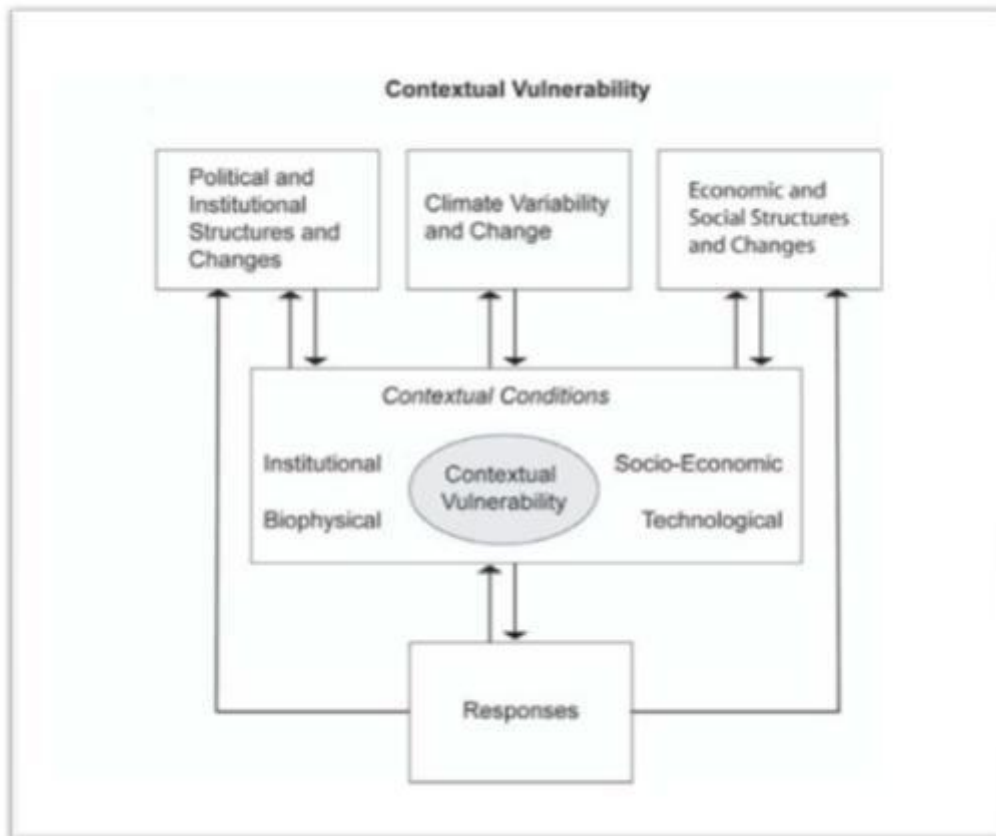 Contextual Vulnerability
Political and
Institutional
Structures and
Changes
Climate Variability
and Change
Economic and
Social Structures
and Changes
Contextual Conditions
Institutional
Biophysical
Contextual
Vulnerability
Socio-Economic
Technological
Responses